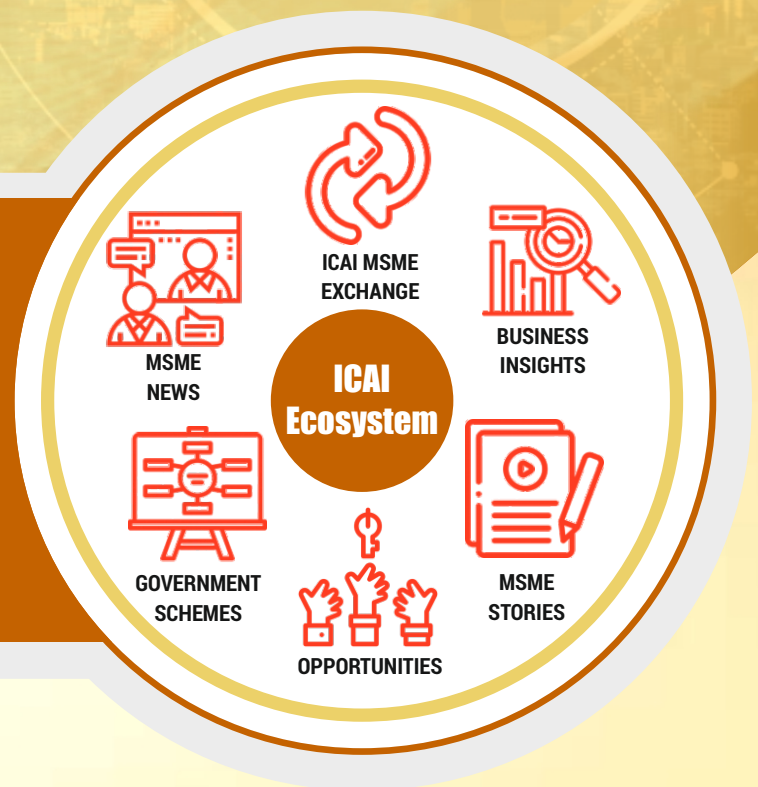 ICAI MSME
EXCHANGE
BUSINESS
INSIGHTS
MSME
NEWS
ICAI
Ecosystem
GOVERNMENT
SCHEMES
MSME
STORIES
OPPORTUNITIES